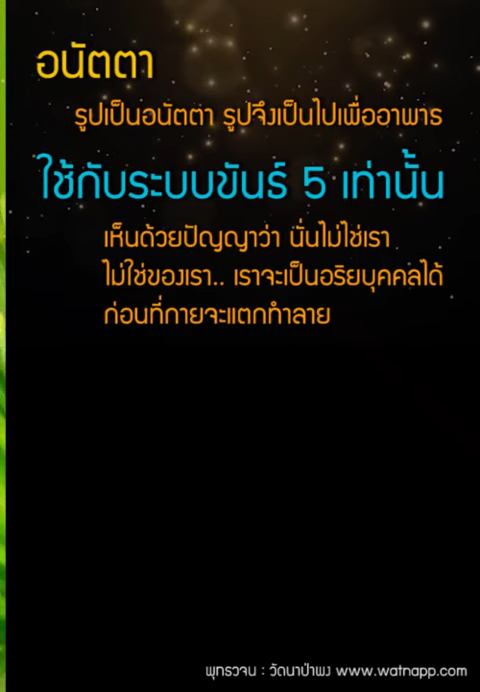 อนัตตา
รูปเป็นอนัตตา รูปจึงเป็นไปเพื่ออาพาธ
ใช้กับระบบขันธ์ 5 เท่านั้น
เห็นด้วยปัญญาว่า นั่นไม่ใช่เรา
ไม่ใช่ของเรา.. เราจะเป็นอริยบุคคลได้
ก่อนที่กายจะแตกทำลาย
พุทธวจน : วัดนาป่าพง www.watnapp.com